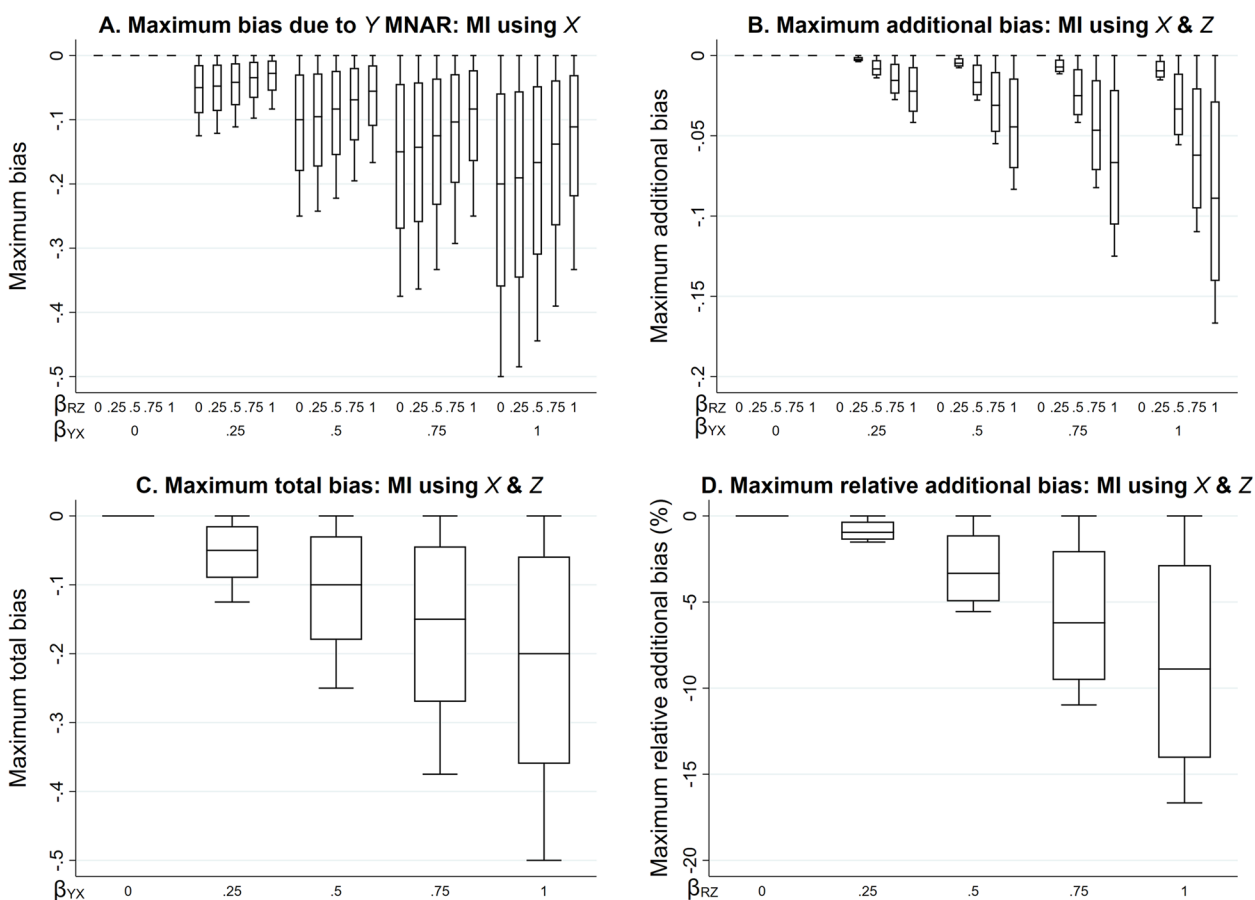 A. Maximum bias due to Y MNAR: MI using X
Maximum bias
0
-.1
-.2
-.3
-.4
-.5
βRZ 0 .25 .5 .75 1 0 .25 .5 .75 1 0 .25 .5 .75 1 0 .25 .5 .75 1 0 .25 .5 .75 1
βYX 0 .25 .5 .75 1
B. Maximum additional bias: MI using X & Z
Maximum additional bias
0
-.05
-.1
-.15
-.2
βRZ 0 .25 .5 .75 1 0 .25 .5 .75 1 0 .25 .5 .75 1 0 .25 .5 .75 1 0 .25 .5 .75 1
βYX 0 .25 .5 .75 1
C. Maximum total bias: MI using X & Z
Maximum total bias
0
-.1
-.2
-.3
-.4
-.5
βYX 0 .25 .5 .75 1
D. Maximum relative additional bias: MI using X & Z
Maximum relative additional bias (%)
0
-5
-10
-15
-20
βRZ 0 .25 .5 .75 1